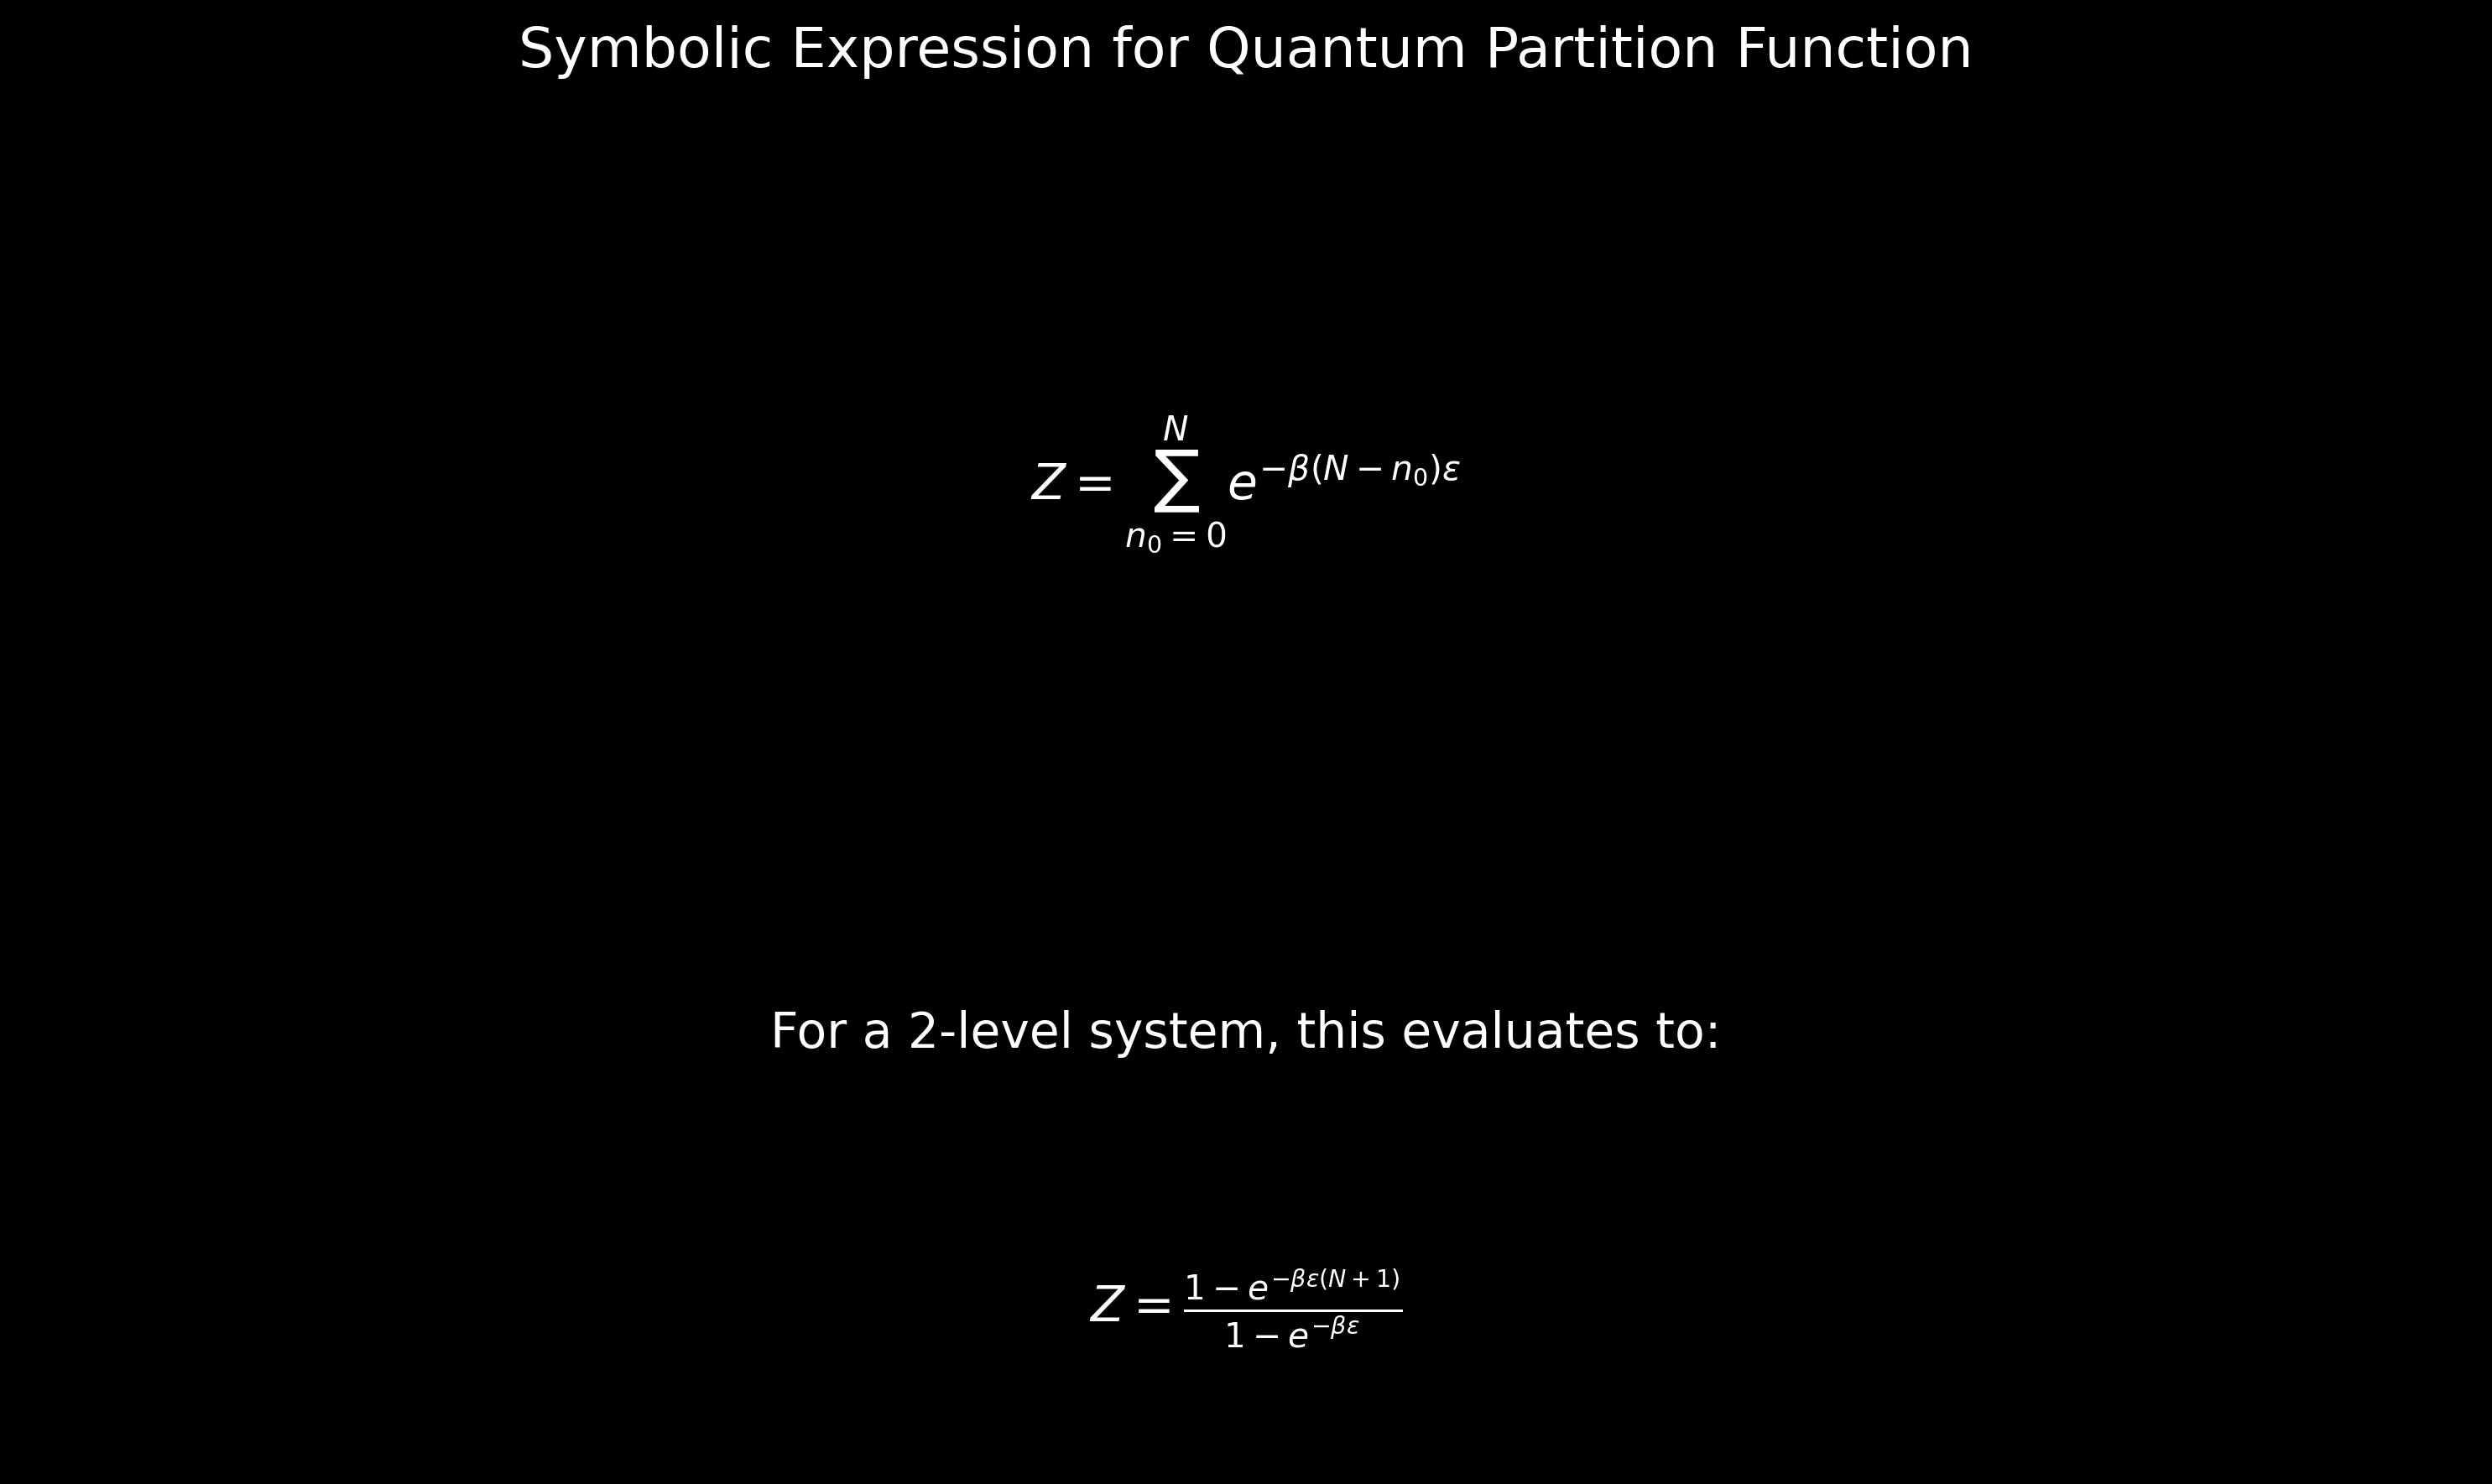 Symbolic Expression for Quantum Partition Function
$Z = \sum_{n_0=0}^{N} e^{-\beta(N-n_0)\varepsilon}$
For a 2-level system, this evaluates to:
$Z = \frac{1-e^{-\beta\varepsilon(N+1)}}{1-e^{-\beta\varepsilon}}$